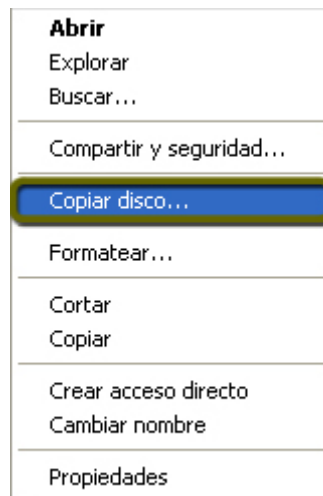 Abrir
Explorar
Buscar...
Compartir y seguridad...
Copiar disco...
Formatear...
Cortar
Copiar
Crear acceso directo
Cambiar nombre
Propiedades